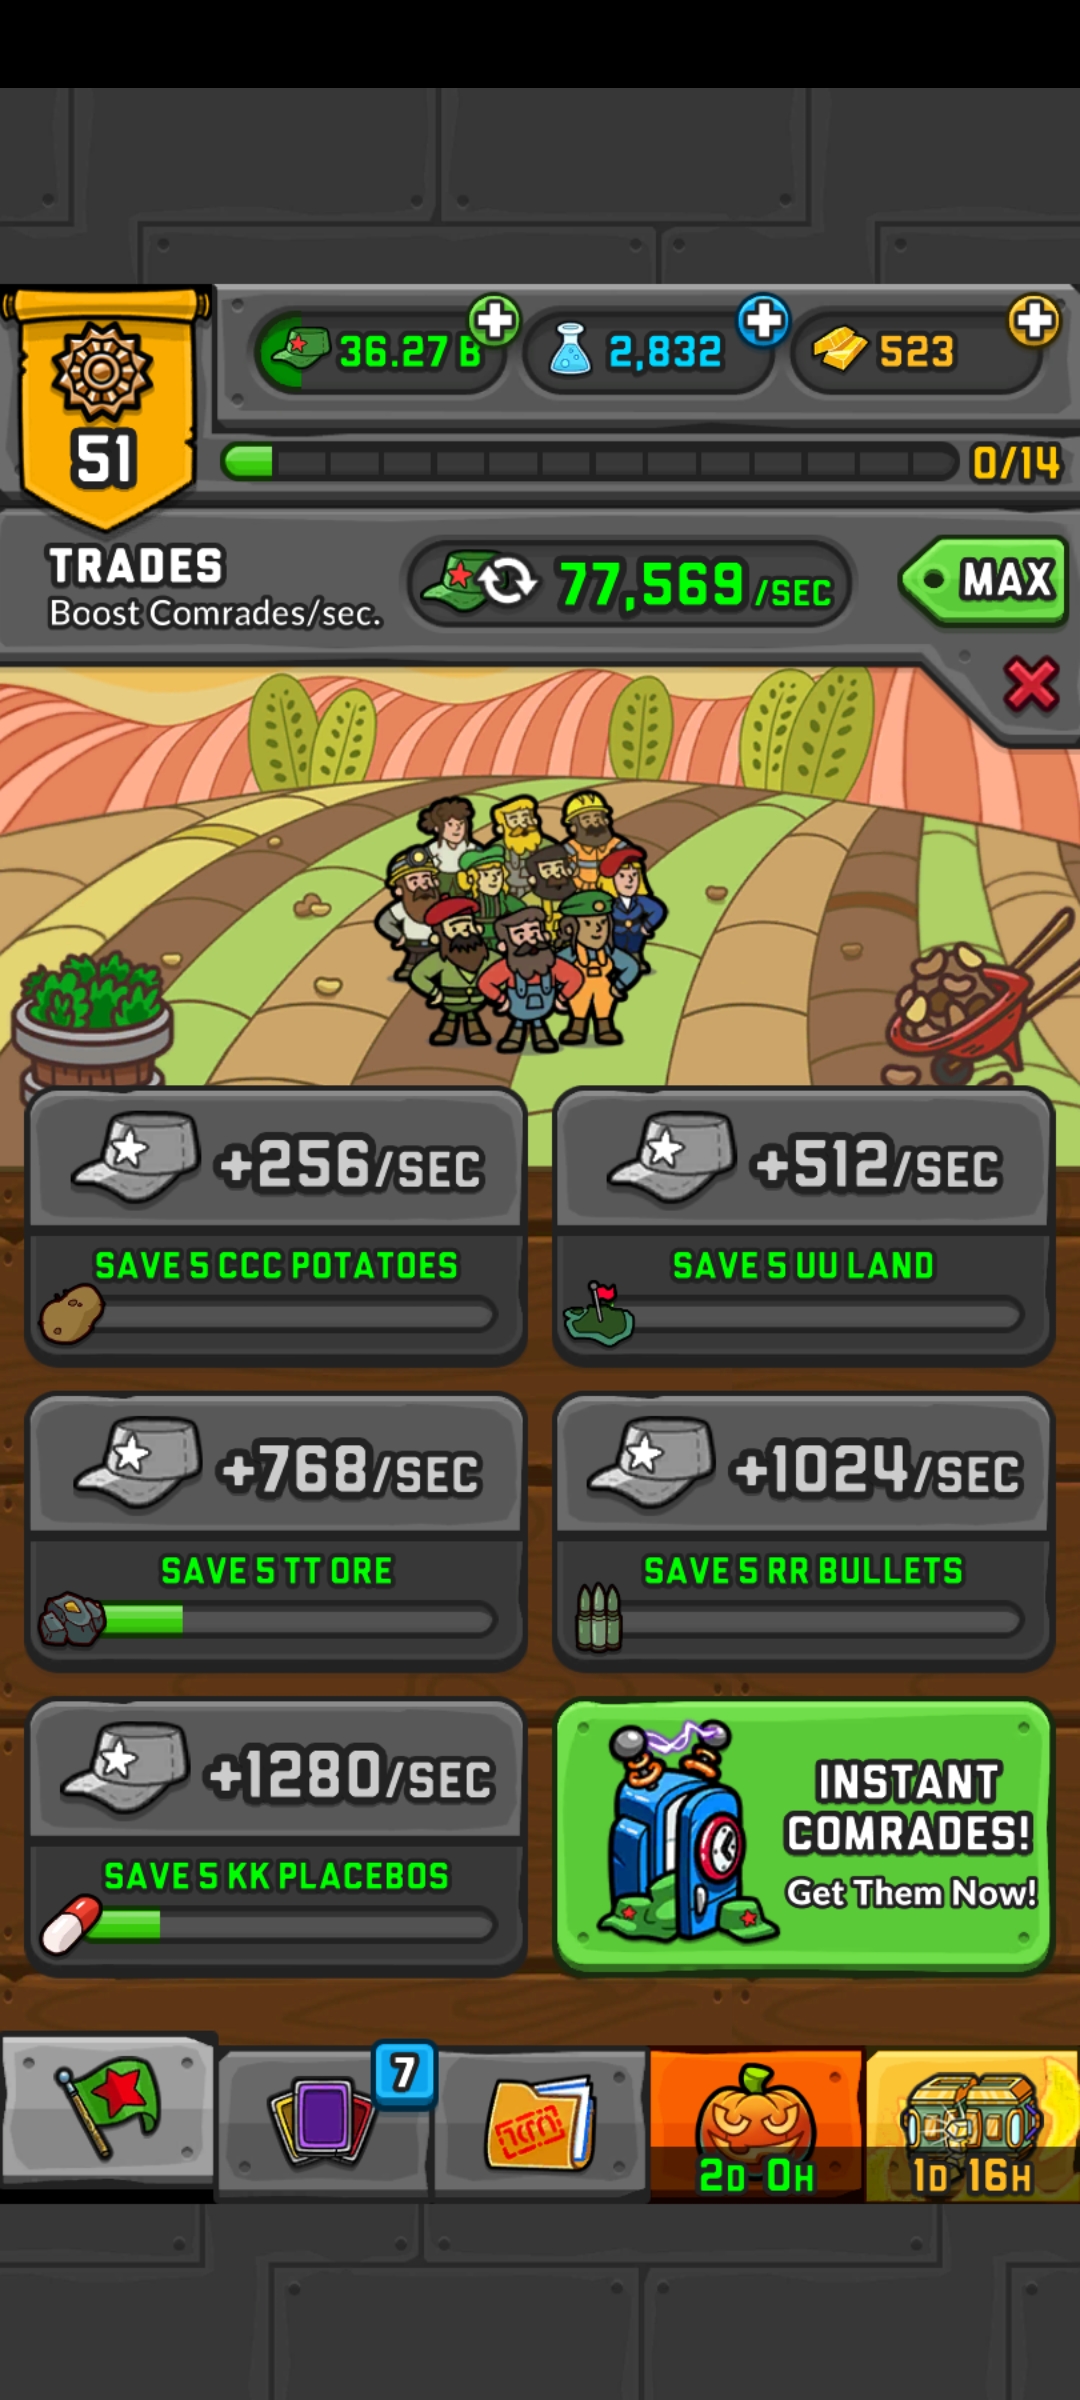 36.27 B
2,832
523
51
0/14
TRADES
Boost Comrades/sec.
77,569/SEC
MAX
+256/SEC
SAVE 5 CCC POTATOES
+512/SEC
SAVE 5 UU LAND
+768/SEC
SAVE 5 TT ORE
+1024/SEC
SAVE 5 RR BULLETS
+1280/SEC
SAVE 5 KK PLACEBOS
INSTANT
COMRADES!
Get Them Now!
7
2D 0H
1D 16H